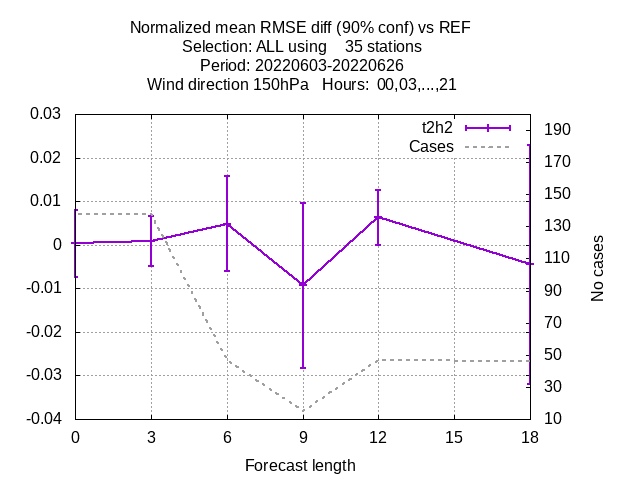 Normalized mean RMSE diff (90% conf) vs REF
Selection: ALL using    35 stations
Period: 20220603-20220626
Wind direction 150hPa   Hours:  00,03,...,21
t2h2
Cases
0.03
0.02
0.01
0
-0.01
-0.02
-0.03
-0.04
190
170
150
130
110
90
70
50
30
10
No cases
0 3 6 9 12 15 18
Forecast length